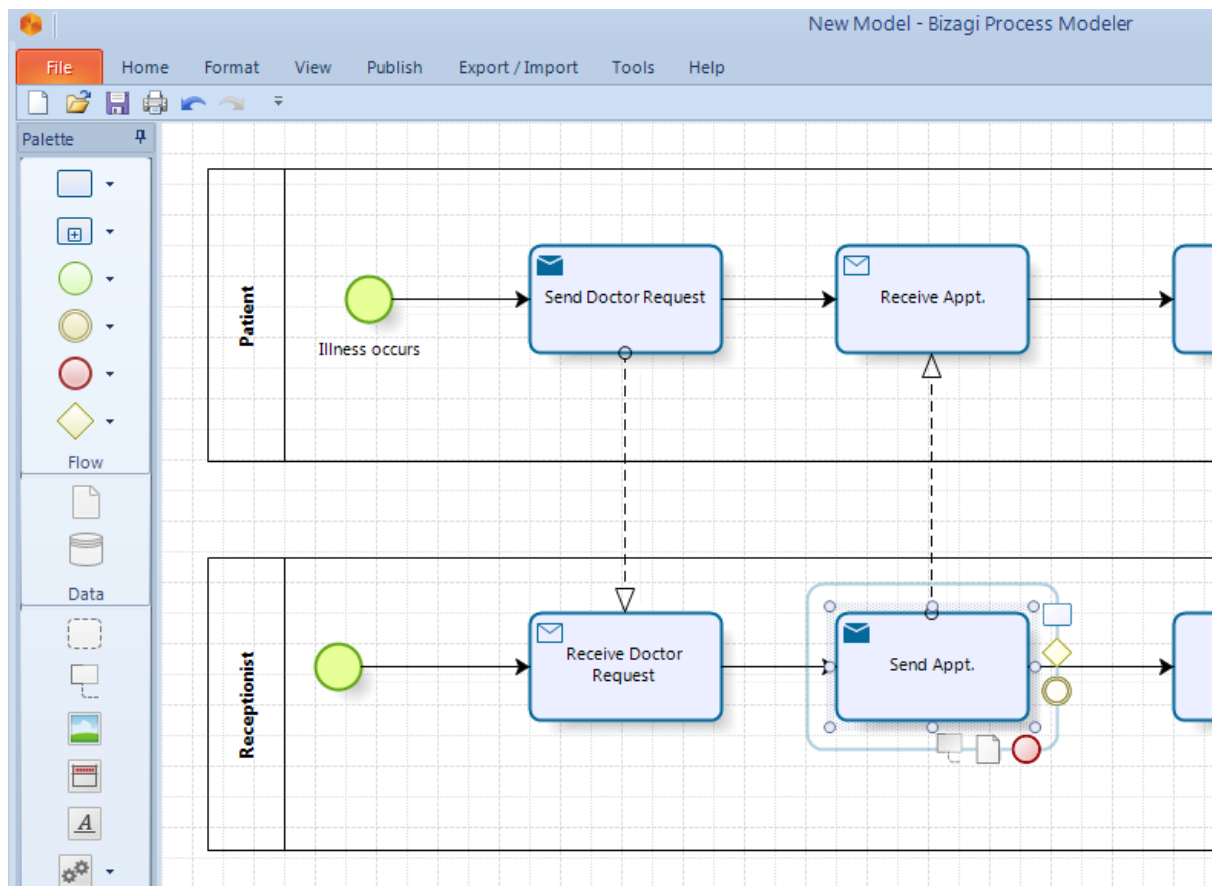 New Model - Bizagi Process Modeler
File Home Format View Publish Export / Import Tools Help
Palette
Flow
Data
A
Patient
Illness occurs
Send Doctor Request
Receive Appt.
Receptionist
Receive Doctor
Request
Send Appt.